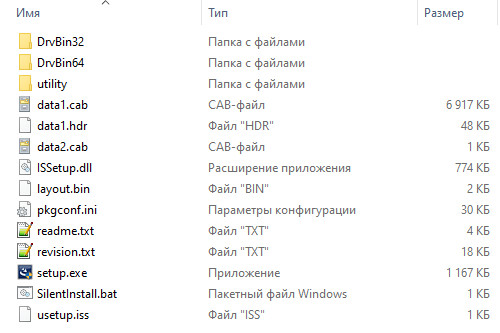 Имя Тип Размер
DrvBin32 Папка с файлами
DrvBin64 Папка с файлами
utility Папка с файлами
data1.cab CAB-файл 6 917 КБ
data1.hdr Файл "HDR" 48 КБ
data2.cab CAB-файл 1 КБ
ISSetup.dll Расширение приложения 774 КБ
layout.bin Файл "BIN" 2 КБ
pkgconf.ini Параметры конфигурации 30 КБ
readme.txt Файл "TXT" 4 КБ
revision.txt Файл "TXT" 18 КБ
setup.exe Приложение 1 167 КБ
SilentInstall.bat Пакетный файл Windows 1 КБ
usetup.iss Файл "ISS" 1 КБ